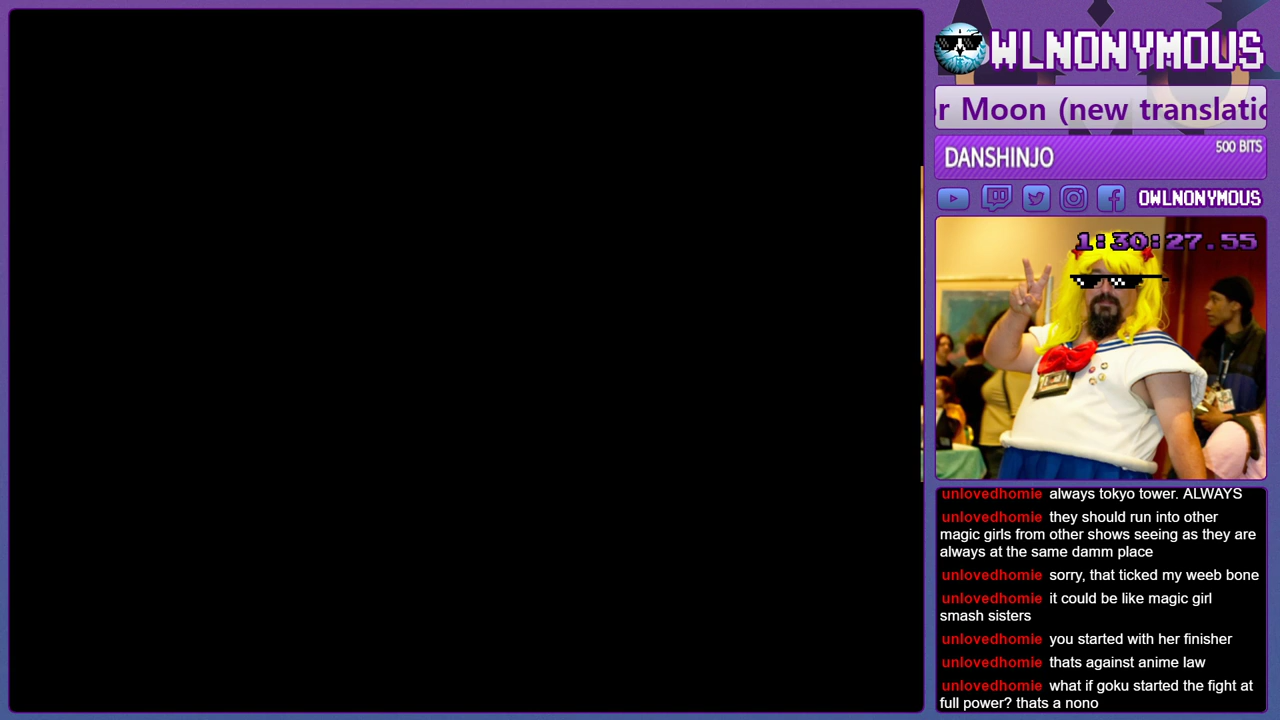 WLNONYMOUS
r Moon (new translatio
DANSHINJO
500 BITS
OWLNONYMOUS
1:30:27.55
unlovedhomie always tokyo tower. ALWAYS
unlovedhomie they should run into other
magic girls from other shows seeing as they are
always at the same damm place
unlovedhomie sorry, that ticked my weeb bone
unlovedhomie it could be like magic girl
smash sisters
unlovedhomie you started with her finisher
unlovedhomie thats against anime law
unlovedhomie what if goku started the fight at
full power? thats a nono